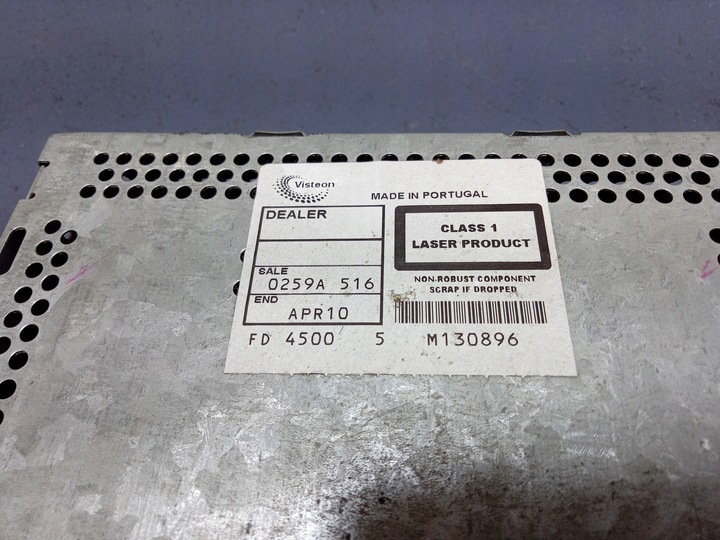 Visteon
MADE IN PORTUGAL
DEALER
SALE
0259A 516
END
APR10
CLASS 1
LASER PRODUCT
NON-ROBUST COMPONENT
SCRAP IF DROPPED
FD 4500 5 M130896